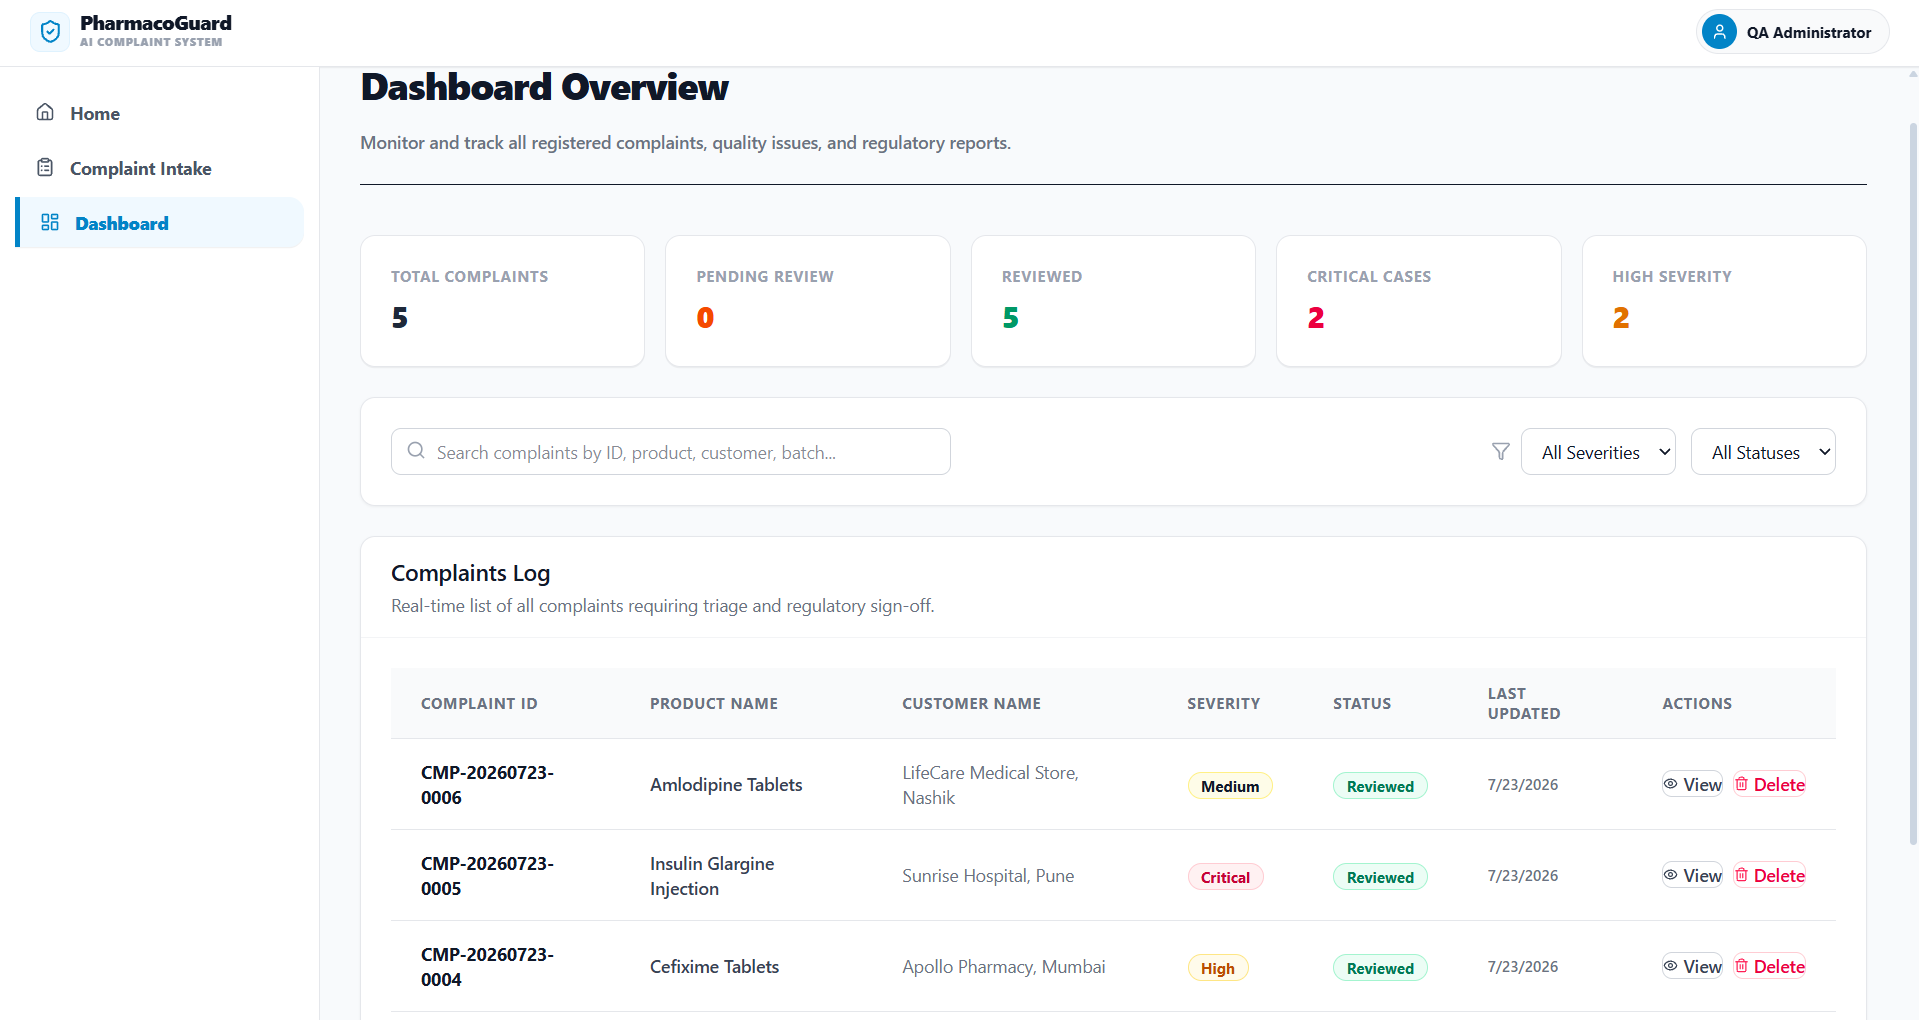 PharmacoGuard
AI COMPLAINT SYSTEM
QA Administrator
Home
Complaint Intake
Dashboard
Dashboard Overview
Monitor and track all registered complaints, quality issues, and regulatory reports.
TOTAL COMPLAINTS
5
PENDING REVIEW
0
REVIEWED
5
CRITICAL CASES
2
HIGH SEVERITY
2
Search complaints by ID, product, customer, batch...
All Severities
All Statuses
Complaints Log
Real-time list of all complaints requiring triage and regulatory sign-off.
COMPLAINT ID
PRODUCT NAME
CUSTOMER NAME
SEVERITY
STATUS
LAST
UPDATED
ACTIONS
CMP-20260723-
0006
Amlodipine Tablets
LifeCare Medical Store,
Nashik
Medium
Reviewed
7/23/2026
View
Delete
CMP-20260723-
0005
Insulin Glargine
Injection
Sunrise Hospital, Pune
Critical
Reviewed
7/23/2026
View
Delete
CMP-20260723-
0004
Cefixime Tablets
Apollo Pharmacy, Mumbai
High
Reviewed
7/23/2026
View
Delete